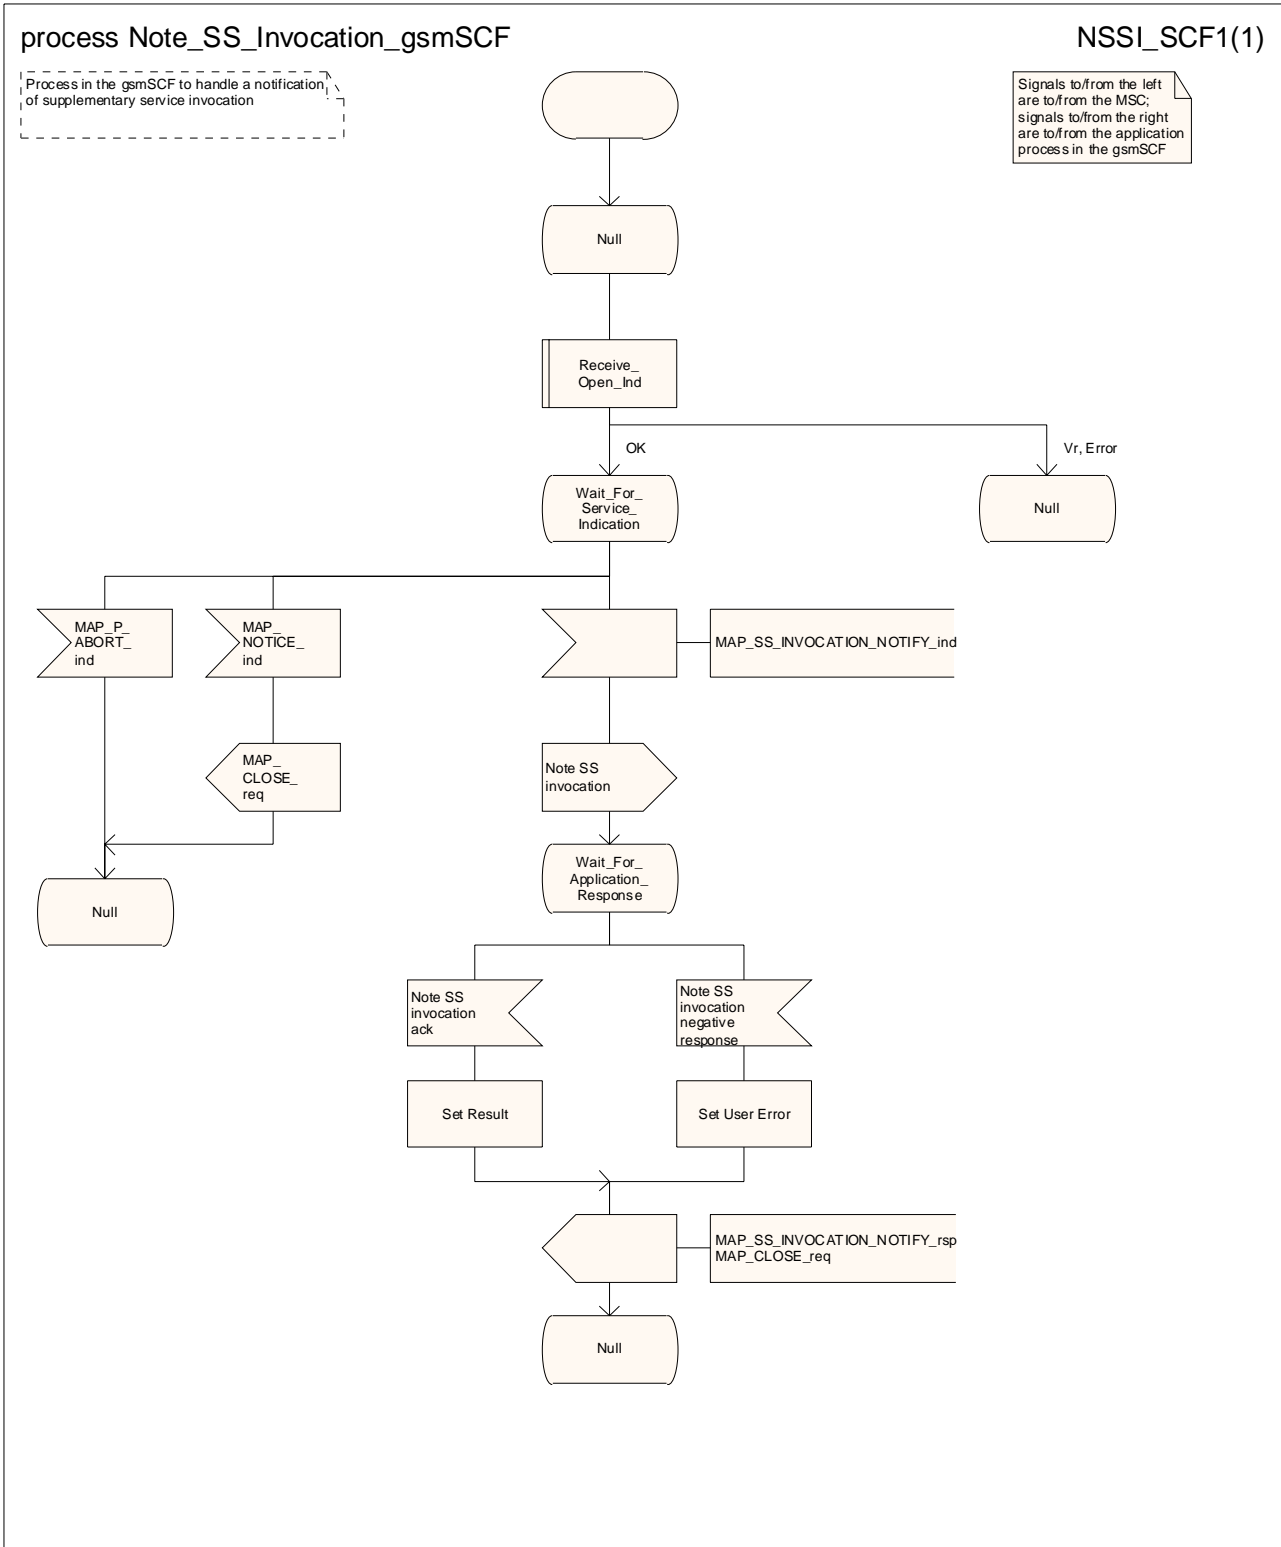 process Note_SS_Invocation_gsmSCF
NSSI_SCF1(1)
Process in the gsmSCF to handle a notification
of supplementary service invocation
Signals to/from the left
are to/from the MSC;
signals to/from the right
are to/from the application
process in the gsmSCF
Null
Receive_
Open_Ind
OK
Vr, Error
Wait_For_
Service_
Indication
Null
MAP_P_
ABORT_
ind
MAP_
NOTICE_
ind
MAP_SS_INVOCATION_NOTIFY_ind
MAP_
CLOSE_
req
Note SS
invocation
Wait_For_
Application_
Response
Null
Note SS
invocation
ack
Note SS
invocation
negative
response
Set Result
Set User Error
MAP_SS_INVOCATION_NOTIFY_rsp
MAP_CLOSE_req
Null